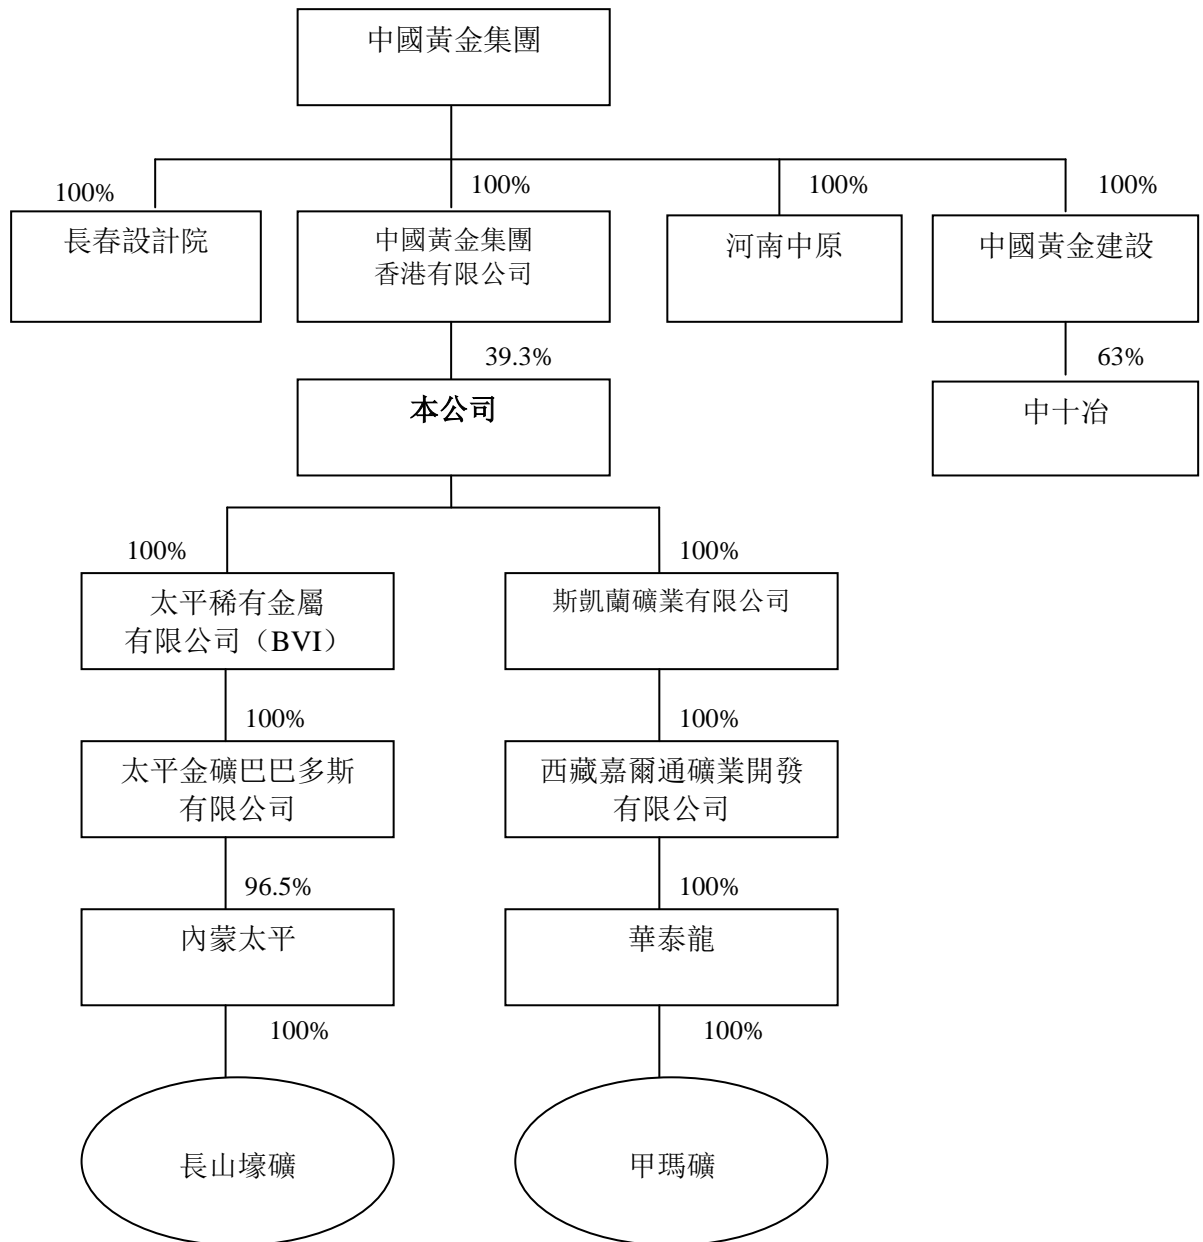 中國黃金集團
100%
100%
100%
100%
長春設計院
中國黃金集團
香港有限公司
河南中原
中國黃金建設
39.3%
63%
本公司
中十冶
100%
100%
太平稀有金屬
有限公司（BVI）
斯凱蘭礦業有限公司
100%
100%
太平金礦巴巴多斯
有限公司
西藏嘉爾通礦業開發
有限公司
96.5%
100%
內蒙太平
華泰龍
100%
100%
長山壕礦
甲瑪礦